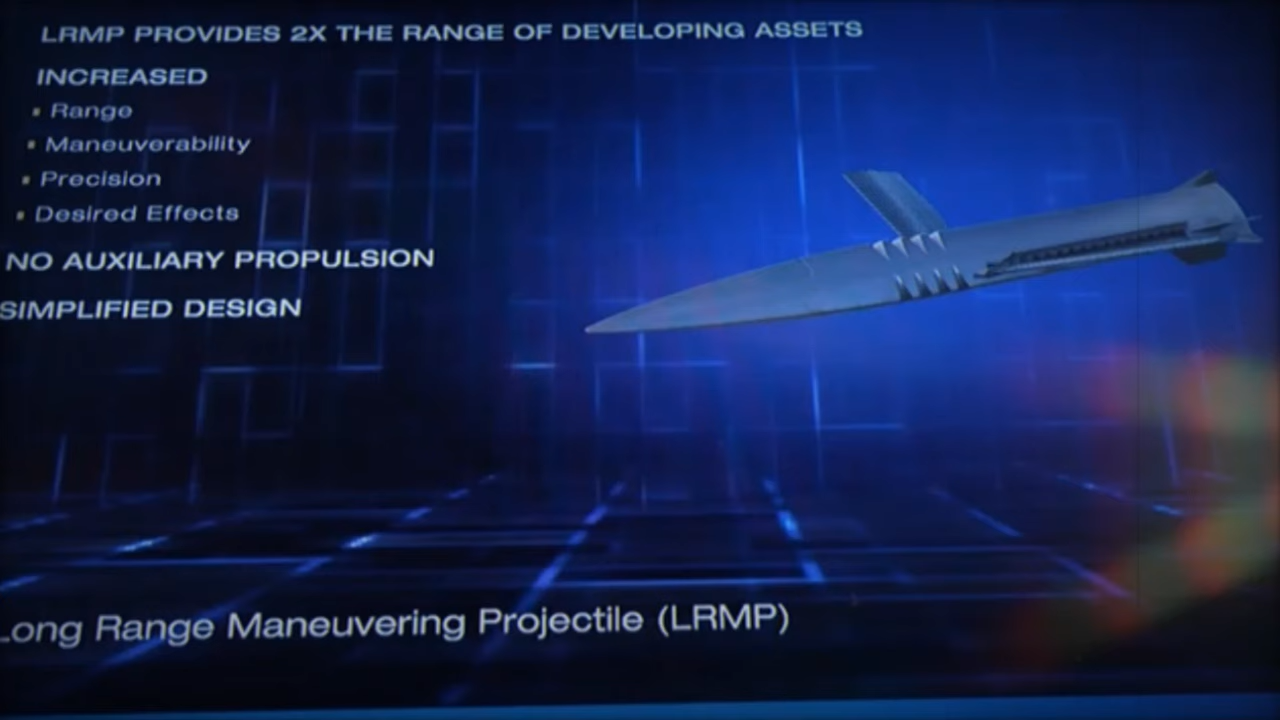 LRMP PROVIDES 2X THE RANGE OF DEVELOPING ASSETS
INCREASED
▪ Range
▪ Maneuverability
▪ Precision
▪ Desired Effects
NO AUXILIARY PROPULSION
SIMPLIFIED DESIGN
Long Range Maneuvering Projectile (LRMP)